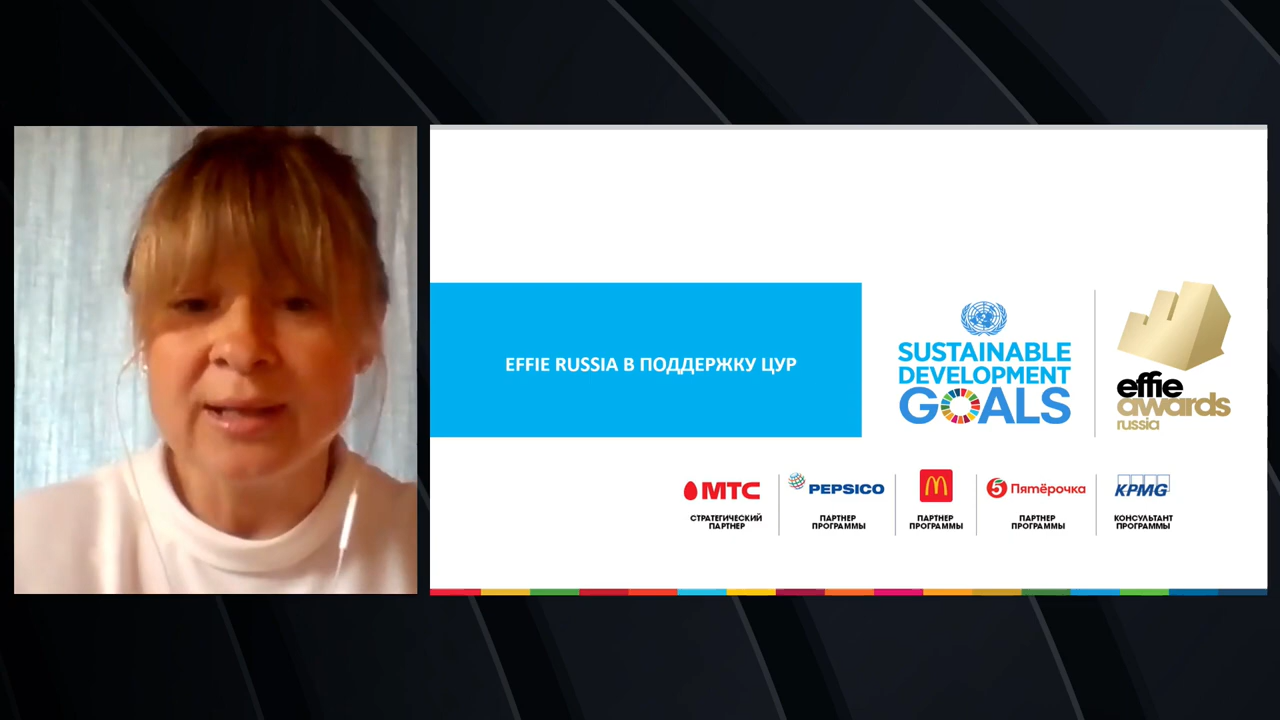 EFFIE RUSSIA В ПОДДЕРЖКУ ЦУР
SUSTAINABLE
DEVELOPMENT
GOALS
effie
awards
russia
МТС
СТРАТЕГИЧЕСКИЙ
ПАРТНЕР
PEPSICO
ПАРТНЕР
ПРОГРАММЫ
ПАРТНЕР
ПРОГРАММЫ
5 Пятёрочка
ПАРТНЕР
ПРОГРАММЫ
KPMG
КОНСУЛЬТАНТ
ПРОГРАММЫ